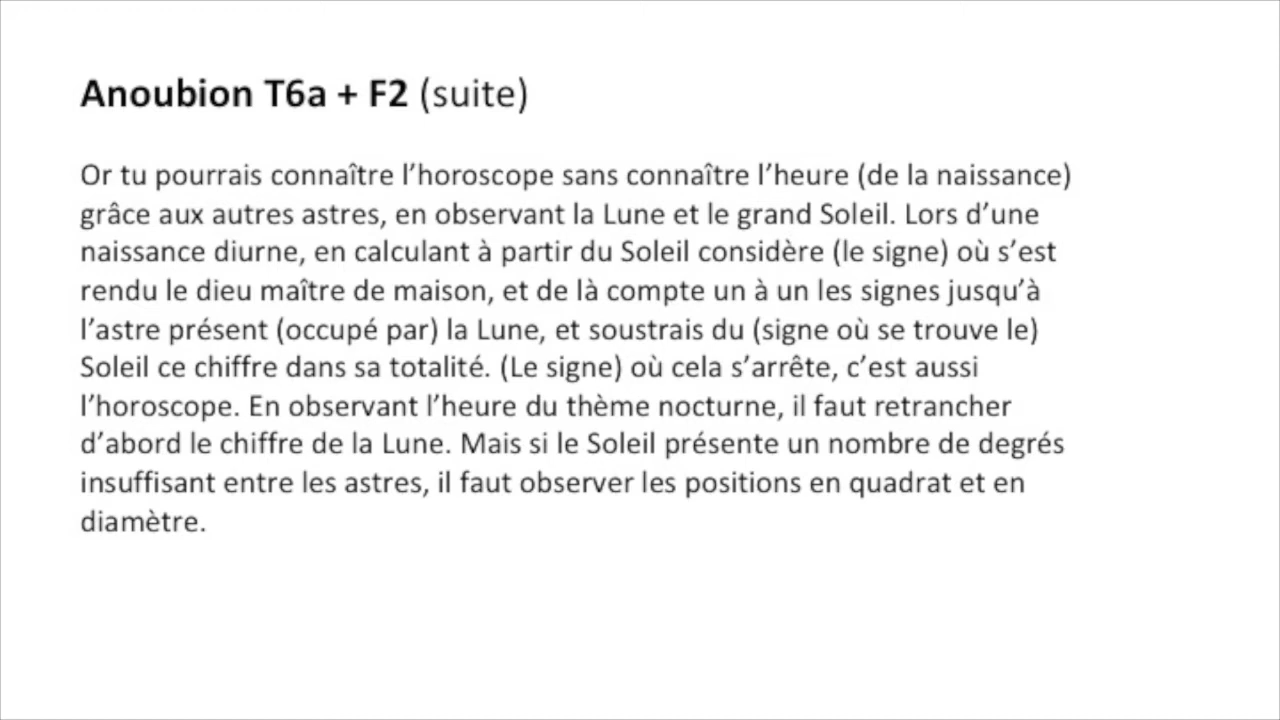 Anoubion T6a + F2 (suite)
Or tu pourrais connaître l’horoscope sans connaître l’heure (de la naissance)
grâce aux autres astres, en observant la Lune et le grand Soleil. Lors d’une
naissance diurne, en calculant à partir du Soleil considère (le signe) où s’est
rendu le dieu maître de maison, et de là compte un à un les signes jusqu’à
l’astre présent (occupé par) la Lune, et soustrais du (signe où se trouve le)
Soleil ce chiffre dans sa totalité. (Le signe) où cela s’arrête, c’est aussi
l’horoscope. En observant l’heure du thème nocturne, il faut retrancher
d’abord le chiffre de la Lune. Mais si le Soleil présente un nombre de degrés
insuffisant entre les astres, il faut observer les positions en quadrat et en
diamètre.